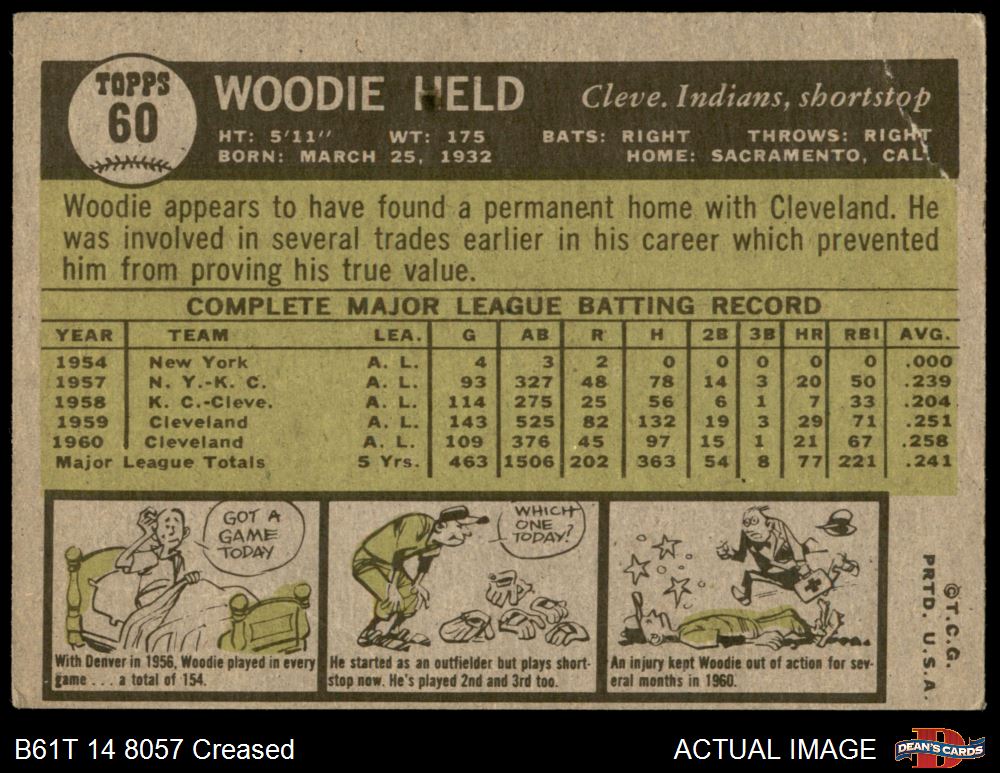 TOPPS
60
WOODIE HELD
Cleve. Indians, shortstop
HT: 5'11" WT: 175 BATS: RIGHT THROWS: RIGHT
BORN: MARCH 25, 1932 HOME: SACRAMENTO, CAL.
Woodie appears to have found a permanent home with Cleveland. He
was involved in several trades earlier in his career which prevented
him from proving his true value.
COMPLETE MAJOR LEAGUE BATTING RECORD
YEAR TEAM LEA. G AB R H 2B 3B HR RBI AVG.
1954 New York A. L. 4 3 2 0 0 0 0 0 .000
1957 N. Y.-K. C. A. L. 93 327 48 78 14 3 20 50 .239
1958 K. C.-Cleve. A. L. 114 275 25 56 6 1 7 33 .204
1959 Cleveland A. L. 143 525 82 132 19 3 29 71 .251
1960 Cleveland A. L. 109 376 45 97 15 1 21 67 .258
Major League Totals 5 Yrs. 463 1506 202 363 54 8 77 221 .241
GOT A
GAME
TODAY
With Denver in 1956, Woodie played in every
game . . . a total of 154.
WHICH
ONE
TODAY?
He started as an outfielder but plays short-
stop now. He's played 2nd and 3rd too.
An injury kept Woodie out of action for sev-
eral months in 1960.
©T.C.G.
PRTD. U.S.A.
B61T 14 8057 Creased
ACTUAL IMAGE
D
DEAN'S CARDS